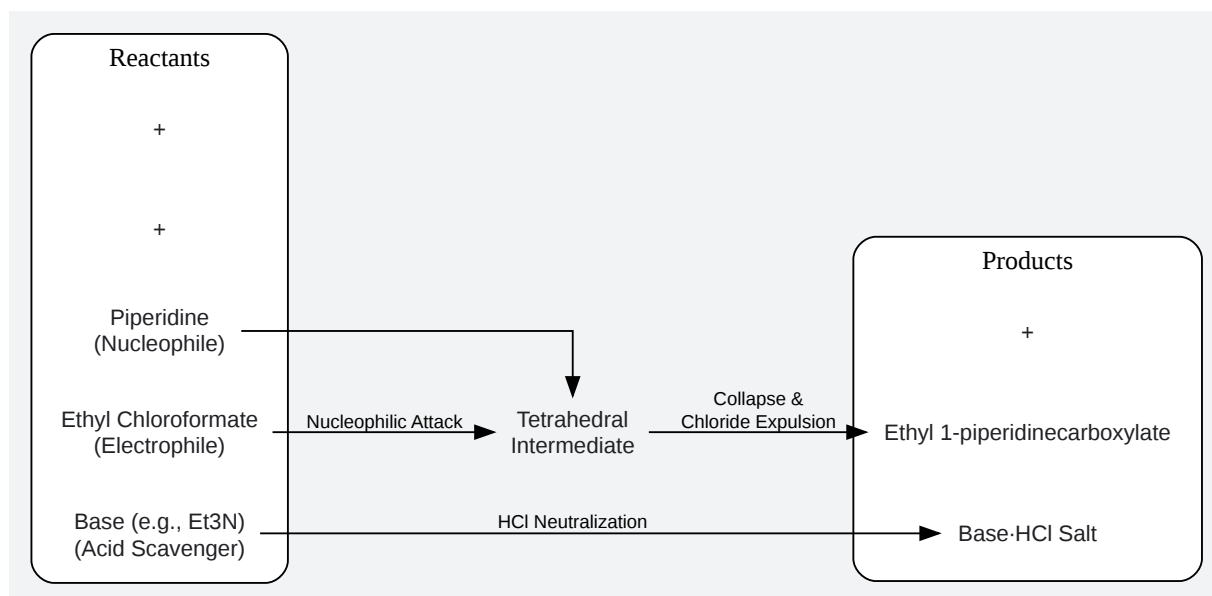 Reactants
+
+
Piperidine
(Nucleophile)
Ethyl Chloroformate
(Electrophile)
Base (e.g., Et3N)
(Acid Scavenger)
Nucleophilic Attack
Tetrahedral
Intermediate
Collapse &
Chloride Expulsion
HCl Neutralization
Products
+
Ethyl 1-piperidinecarboxylate
Base·HCl Salt